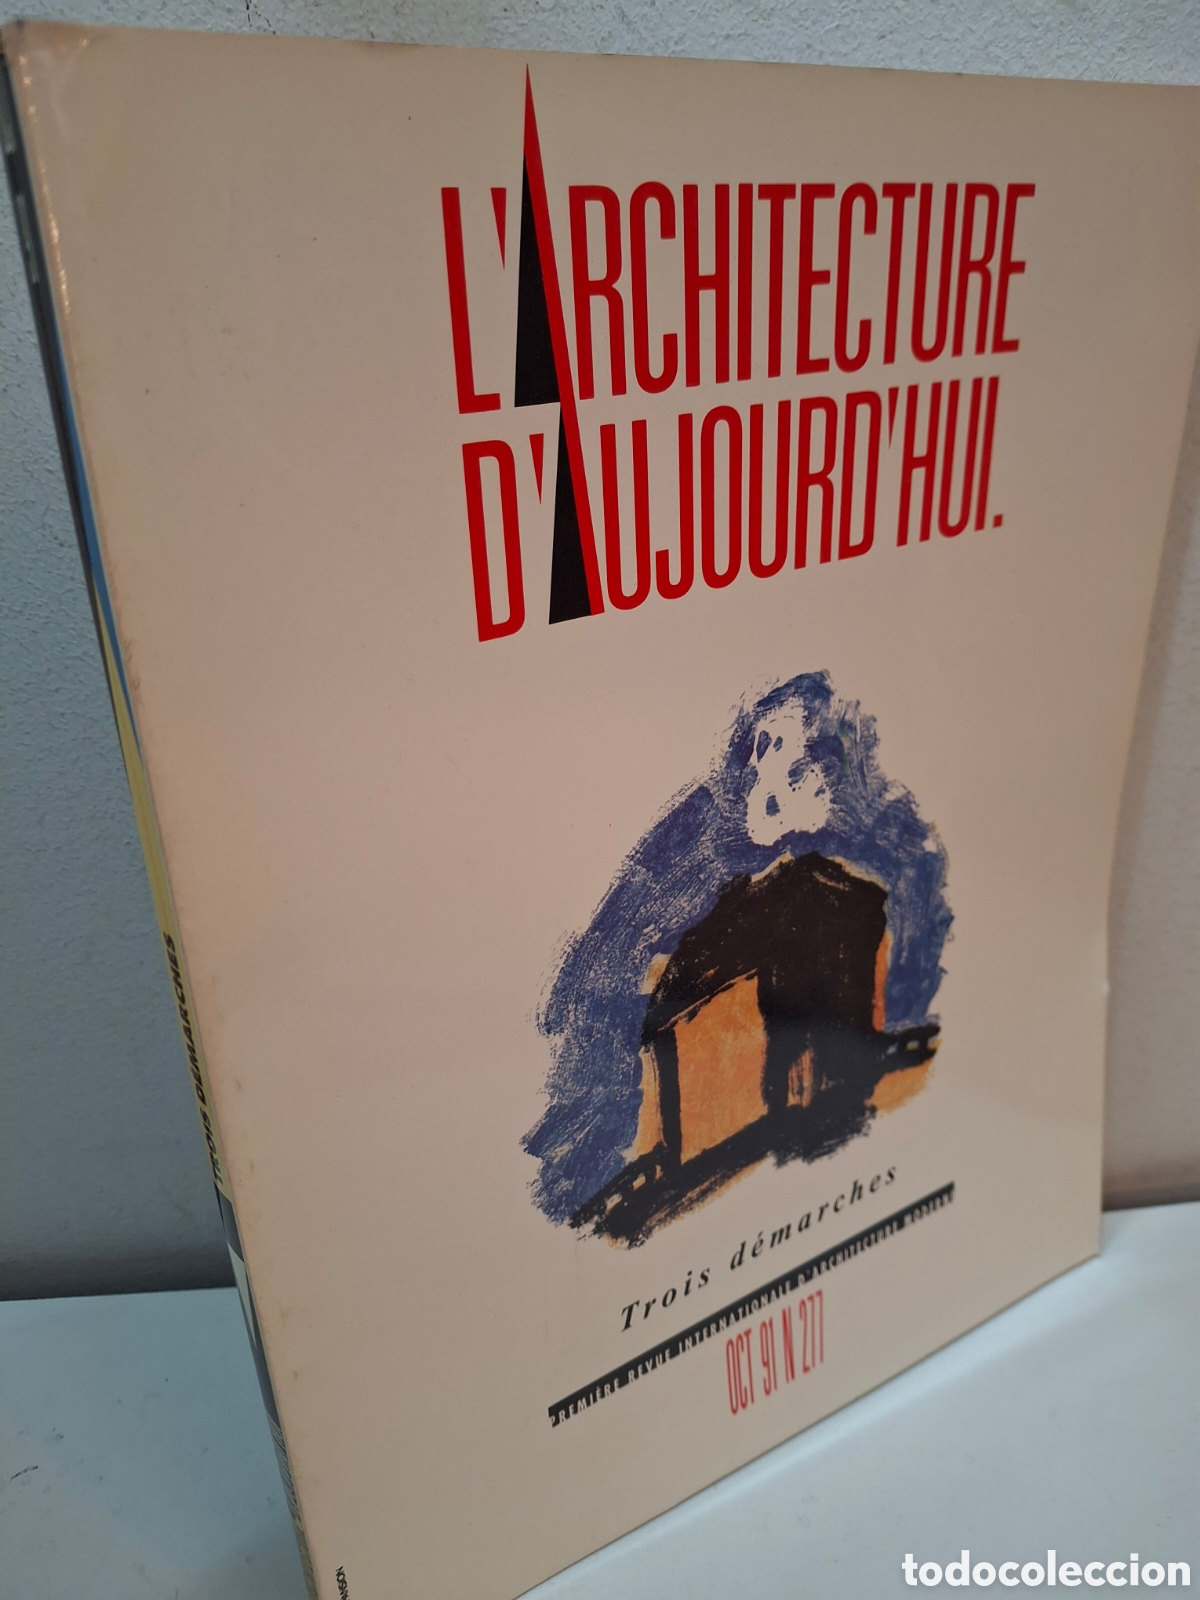 L'ARCHITECTURE
D'AUJOURD'HUI.
Trois démarches
PREMIÈRE REVUE INTERNATIONALE D'ARCHITECTURE MODERNE
OCT 91 N 277
TROIS DÉMARCHES
todocoleccion